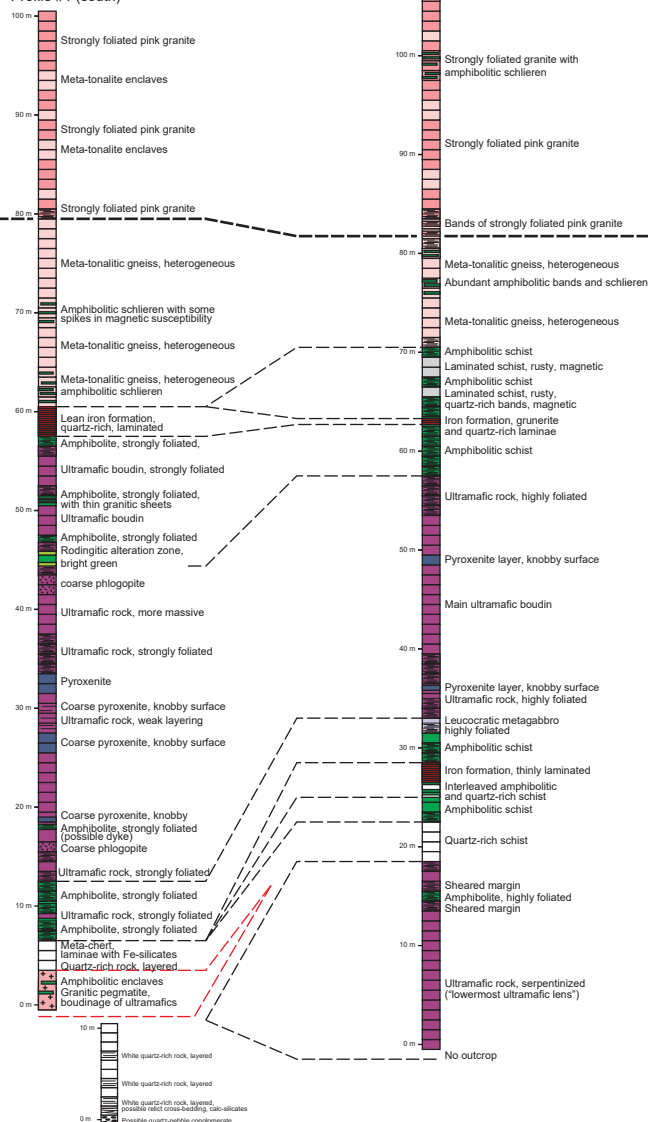 Profile #1 (south)
100 m
Strongly foliated pink granite
Meta-tonalite enclaves
90 m
Strongly foliated pink granite
Meta-tonalite enclaves
80 m
Strongly foliated pink granite
Meta-tonalitic gneiss, heterogeneous
70 m
Amphibolitic schlieren with some
spikes in magnetic susceptibility
Meta-tonalitic gneiss, heterogeneous
Meta-tonalitic gneiss, heterogeneous
amphibolitic schlieren
60 m
Lean iron formation,
quartz-rich, laminated
Amphibolite, strongly foliated,
Ultramafic boudin, strongly foliated
Amphibolite, strongly foliated,
with thin granitic sheets
50 m
Ultramafic boudin
Amphibolite, strongly foliated
Rodingitic alteration zone,
bright green
coarse phlogopite
40 m
Ultramafic rock, more massive
Ultramafic rock, strongly foliated
Pyroxenite
30 m
Coarse pyroxenite, knobby surface
Ultramafic rock, weak layering
Coarse pyroxenite, knobby surface
20 m
Coarse pyroxenite, knobby
Amphibolite, strongly foliated
(possible dyke)
Coarse phlogopite
Ultramafic rock, strongly foliated
Amphibolite, strongly foliated
10 m
Ultramafic rock, strongly foliated
Amphibolite, strongly foliated
Meta-chert,
laminae with Fe-silicates
Quartz-rich rock, layered
Amphibolitic enclaves
Granitic pegmatite,
boudinage of ultramafics
0 m
10 m
White quartz-rich rock, layered
White quartz-rich rock, layered
White quartz-rich rock, layered,
possible relict cross-bedding, calc-silicates
0 m
Possible quartz-pebble conglomerate
100 m
Strongly foliated granite with
amphibolitic schlieren
90 m
Strongly foliated pink granite
Bands of strongly foliated pink granite
80 m
Meta-tonalitic gneiss, heterogeneous
Abundant amphibolitic bands and schlieren
Meta-tonalitic gneiss, heterogeneous
70 m
Amphibolitic schist
Laminated schist, rusty, magnetic
Amphibolitic schist
Laminated schist, rusty,
quartz-rich bands, magnetic
Iron formation, grunerite
and quartz-rich laminae
60 m
Amphibolitic schist
Ultramafic rock, highly foliated
50 m
Pyroxenite layer, knobby surface
Main ultramafic boudin
40 m
Pyroxenite layer, knobby surface
Ultramafic rock, highly foliated
Leucocratic metagabbro
highly foliated
30 m
Amphibolitic schist
Iron formation, thinly laminated
Interleaved amphibolitic
and quartz-rich schist
Amphibolitic schist
20 m
Quartz-rich schist
Sheared margin
Amphibolite, highly foliated
Sheared margin
10 m
Ultramafic rock, serpentinized
("lowermost ultramafic lens")
0 m
No outcrop